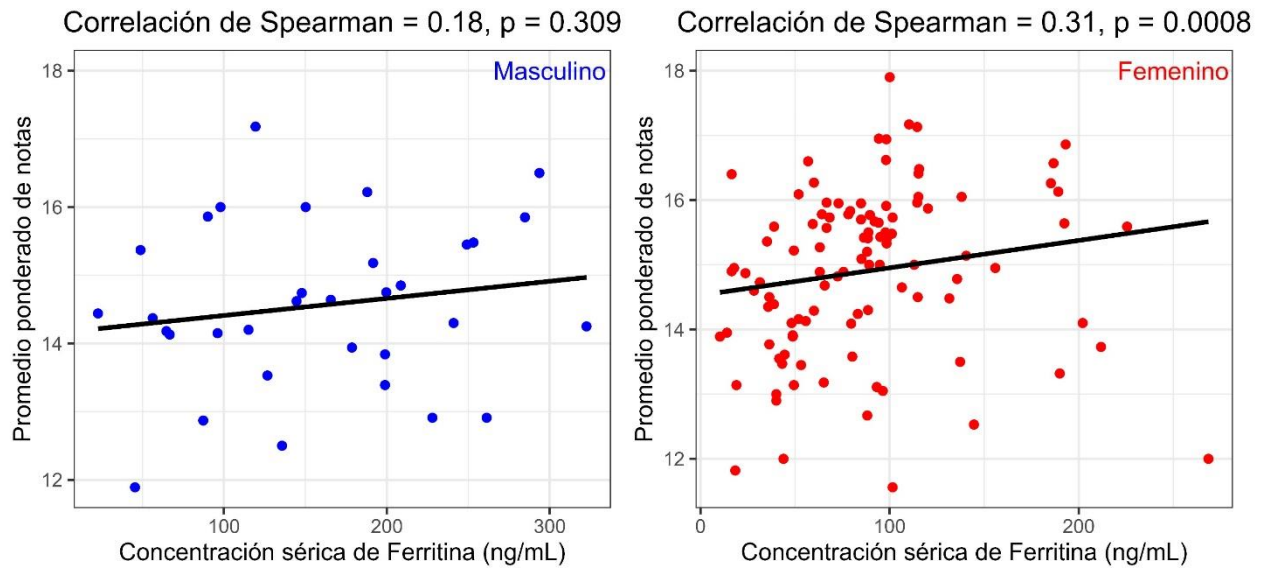 Correlación de Spearman = 0.18, p = 0.309
Masculino
18
16
14
12
Promedio ponderado de notas
100
200
300
Concentración sérica de Ferritina (ng/mL)
Correlación de Spearman = 0.31, p = 0.0008
Femenino
18
16
14
12
Promedio ponderado de notas
0
100
200
Concentración sérica de Ferritina (ng/mL)